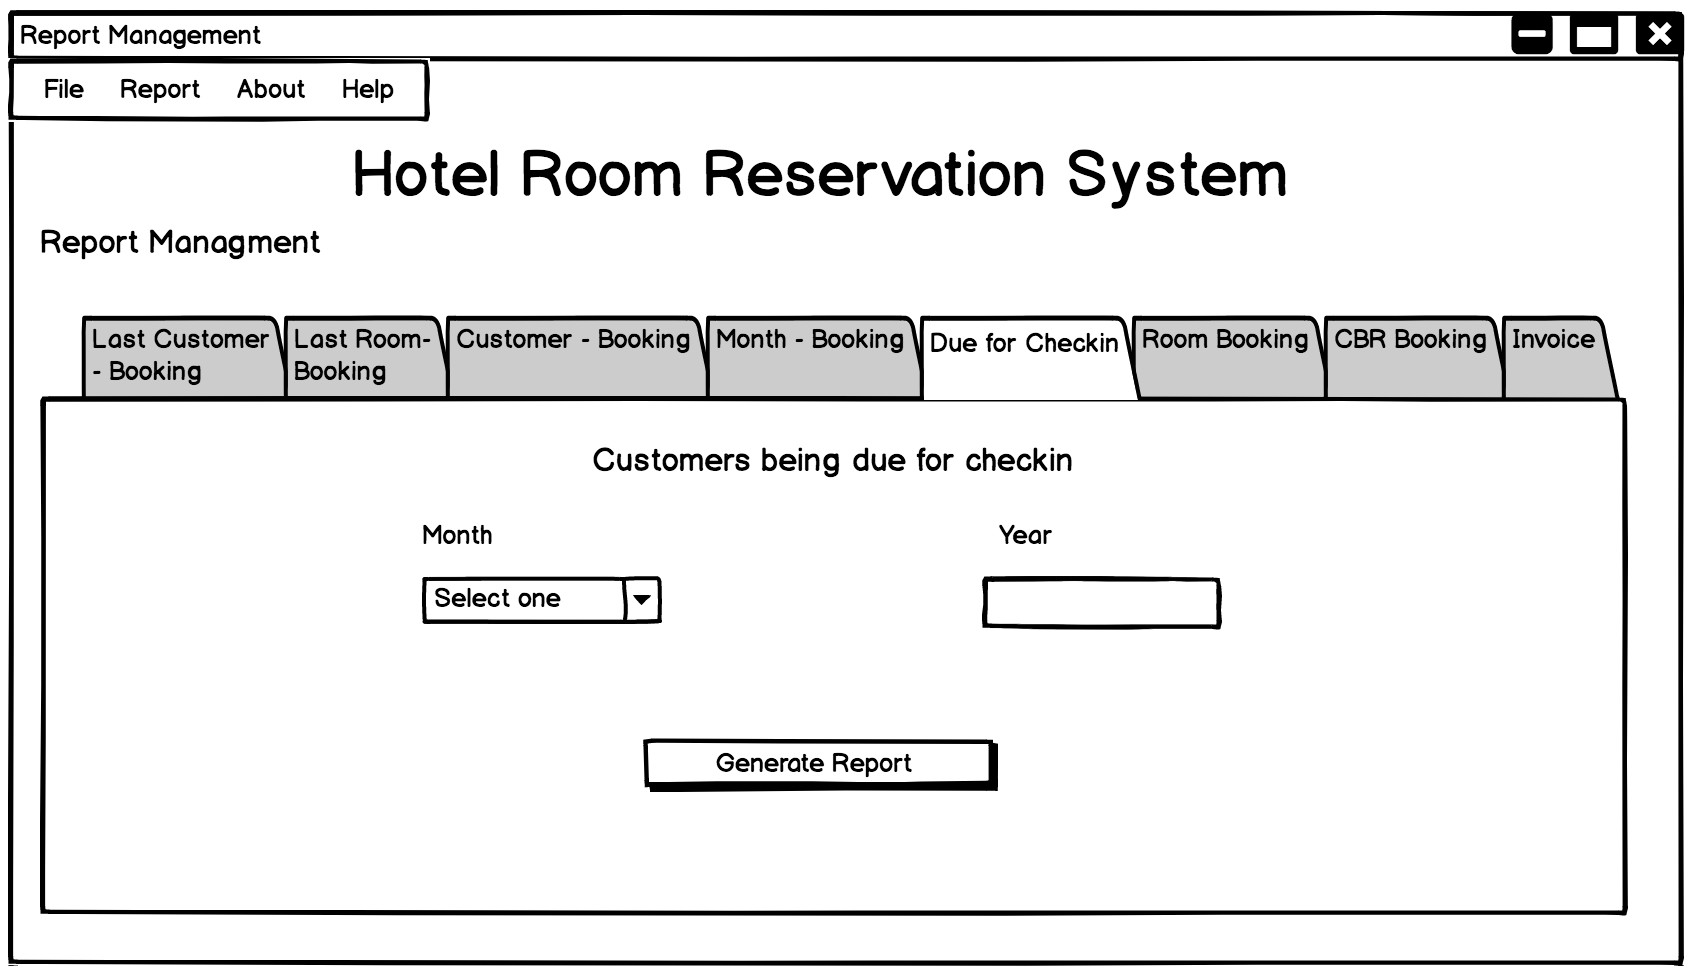 Report Management
File Report About Help
Hotel Room Reservation System
Report Managment
Last Customer
- Booking
Last Room-
Booking
Customer - Booking
Month - Booking
Due for Checkin
Room Booking
CBR Booking
Invoice
Customers being due for checkin
Month
Year
Select one
Generate Report